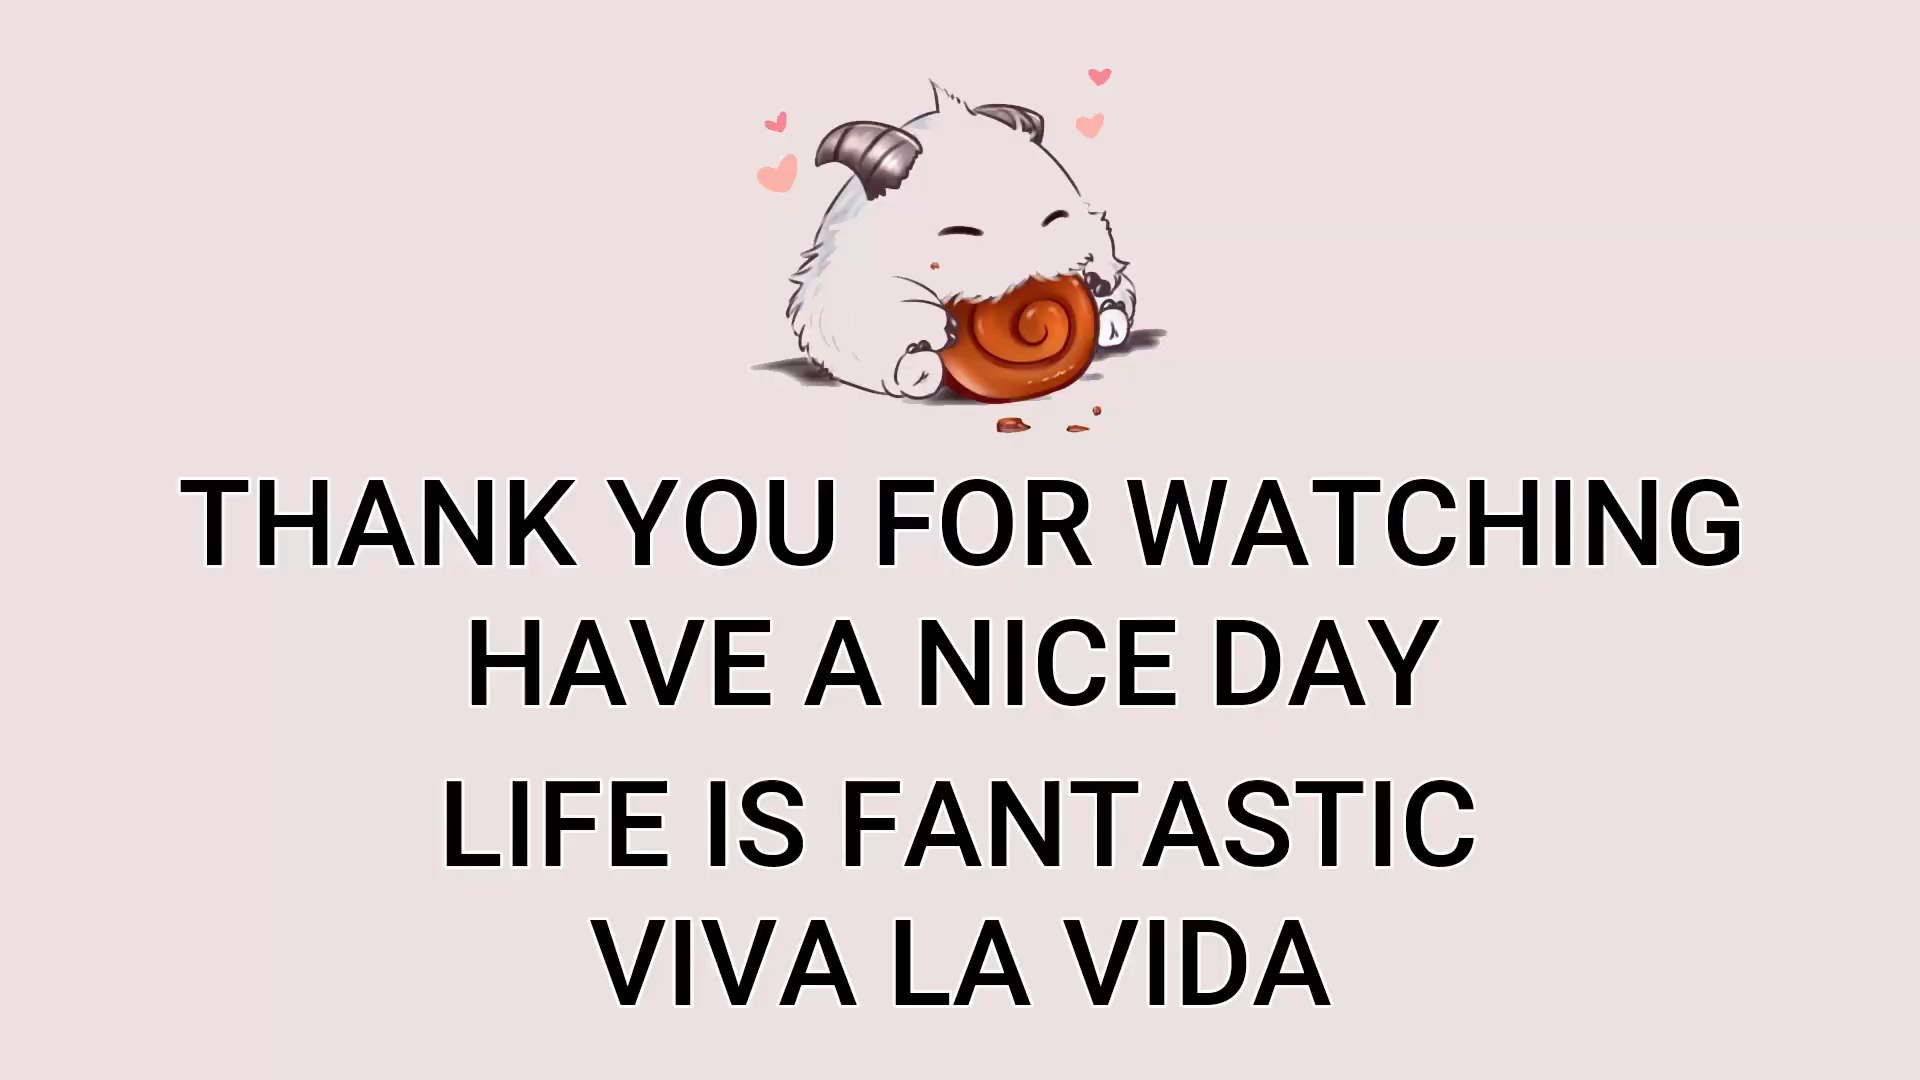 THANK YOU FOR WATCHING
HAVE A NICE DAY
LIFE IS FANTASTIC
VIVA LA VIDA